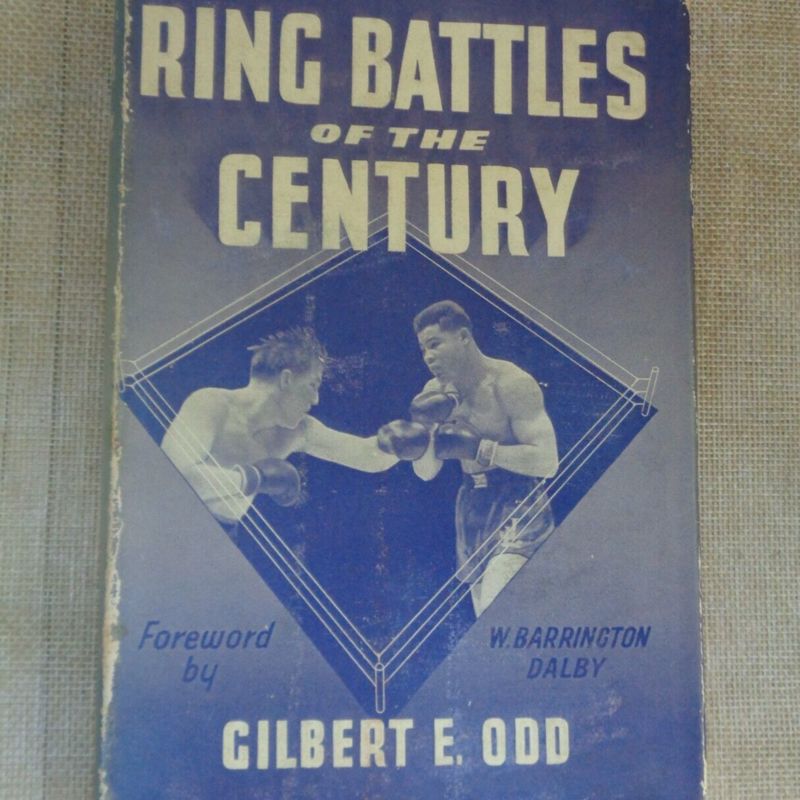 RING BATTLES
OF THE
CENTURY
Foreword
by
W. BARRINGTON
DALBY
GILBERT E. ODD